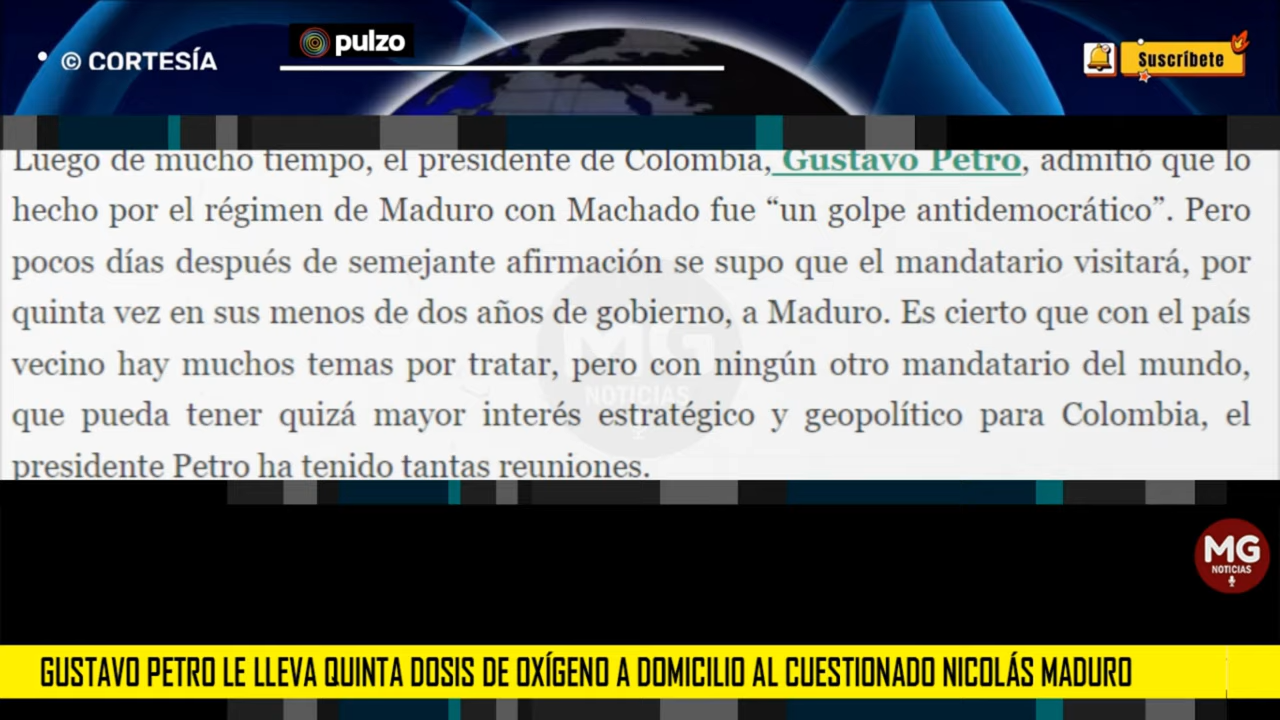 © CORTESÍA
pulzo
Suscríbete
Luego de mucho tiempo, el presidente de Colombia, Gustavo Petro, admitió que lo
hecho por el régimen de Maduro con Machado fue “un golpe antidemocrático”. Pero
pocos días después de semejante afirmación se supo que el mandatario visitará, por
quinta vez en sus menos de dos años de gobierno, a Maduro. Es cierto que con el país
vecino hay muchos temas por tratar, pero con ningún otro mandatario del mundo,
que pueda tener quizá mayor interés estratégico y geopolítico para Colombia, el
presidente Petro ha tenido tantas reuniones.
MG
NOTICIAS
MG
NOTICIAS
GUSTAVO PETRO LE LLEVA QUINTA DOSIS DE OXÍGENO A DOMICILIO AL CUESTIONADO NICOLÁS MADURO